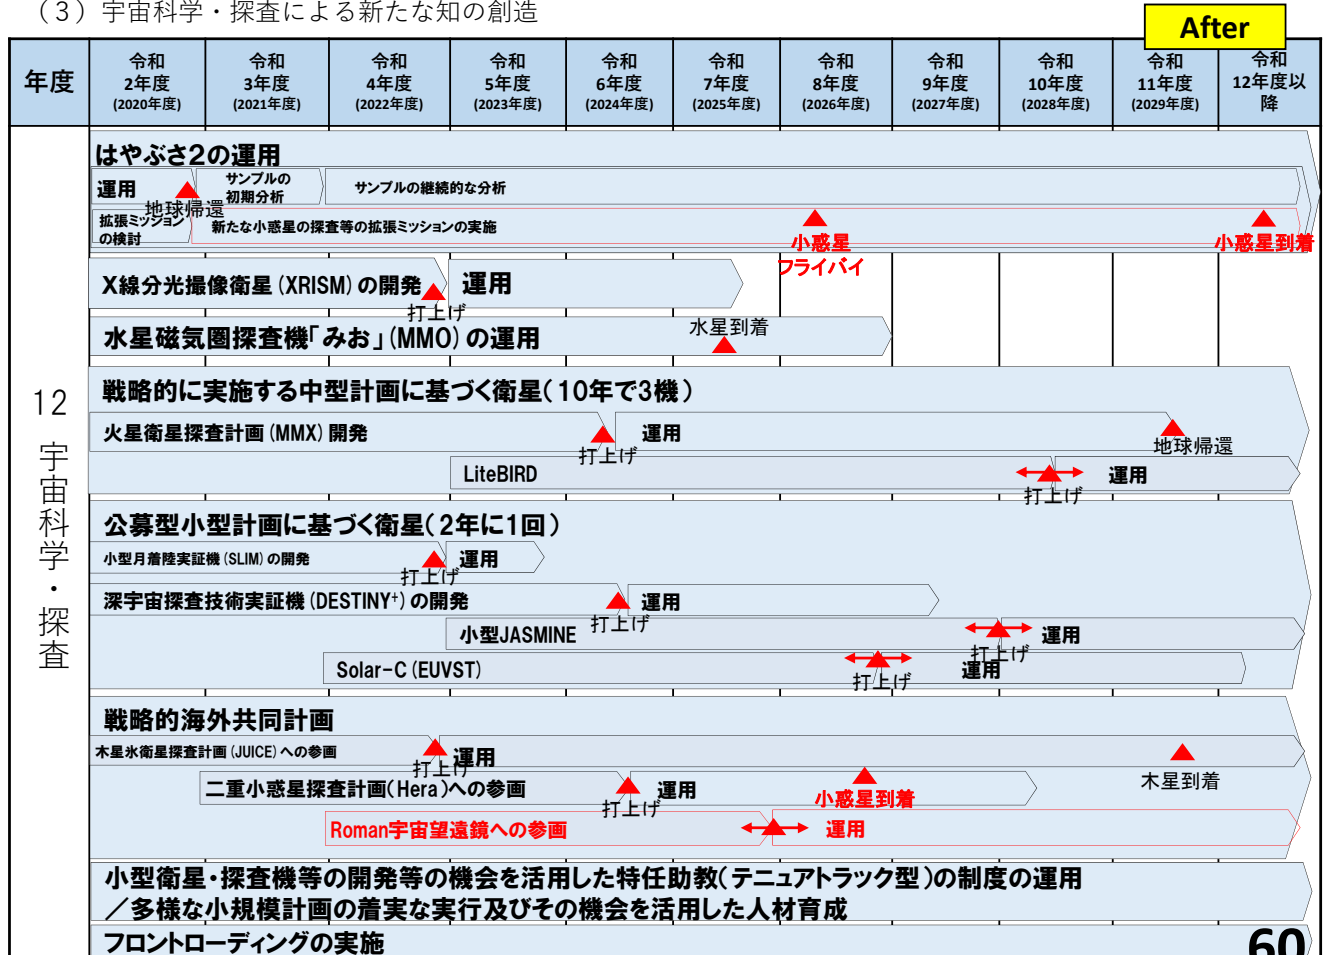 （３）宇宙科学・探査による新たな知の創造
After
年度
令和
2年度
(2020年度)
令和
3年度
(2021年度)
令和
4年度
(2022年度)
令和
5年度
(2023年度)
令和
6年度
(2024年度)
令和
7年度
(2025年度)
令和
8年度
(2026年度)
令和
9年度
(2027年度)
令和
10年度
(2028年度)
令和
11年度
(2029年度)
令和
12年度以
降
12 宇宙科学・探査
はやぶさ2の運用
運用
地球帰還
サンプルの
初期分析
サンプルの継続的な分析
拡張ミッション
の検討
新たな小惑星の探査等の拡張ミッションの実施
小惑星
フライバイ
小惑星到着
X線分光撮像衛星(XRISM)の開発
打上げ
運用
水星磁気圏探査機「みお」(MMO)の運用
水星到着
戦略的に実施する中型計画に基づく衛星(10年で3機)
火星衛星探査計画(MMX)開発
打上げ
運用
地球帰還
LiteBIRD
打上げ
運用
公募型小型計画に基づく衛星(2年に1回)
小型月着陸実証機(SLIM)の開発
打上げ
運用
深宇宙探査技術実証機(DESTINY+)の開発
打上げ
運用
小型JASMINE
打上げ
運用
Solar-C(EUVST)
打上げ
運用
戦略的海外共同計画
木星氷衛星探査計画(JUICE)への参画
打上げ
運用
木星到着
二重小惑星探査計画(Hera)への参画
打上げ
運用
小惑星到着
Roman宇宙望遠鏡への参画
運用
小型衛星・探査機等の開発等の機会を活用した特任助教(テニュアトラック型)の制度の運用
／多様な小規模計画の着実な実行及びその機会を活用した人材育成
フロントローディングの実施
60